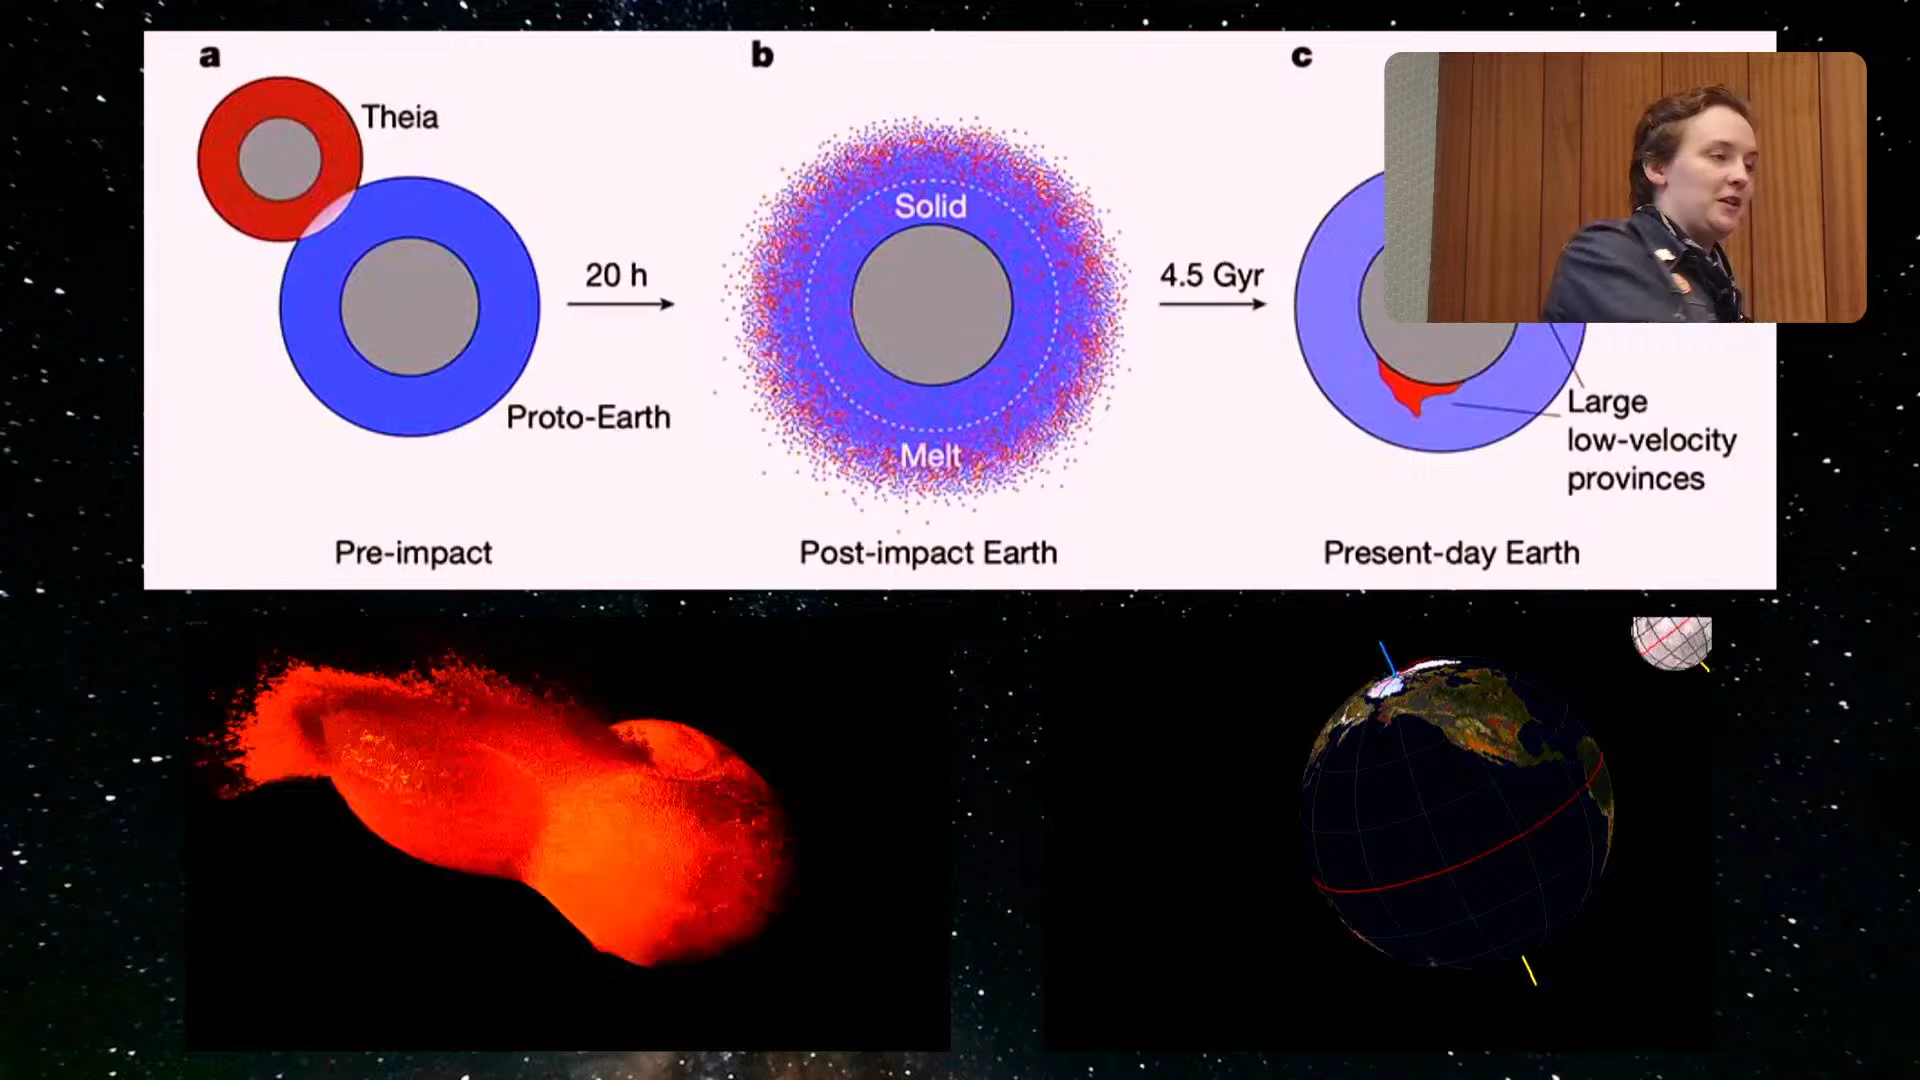 a
b
c
Theia
Solid
20 h
4.5 Gyr
Proto-Earth
Melt
Large
low-velocity
provinces
Pre-impact
Post-impact Earth
Present-day Earth